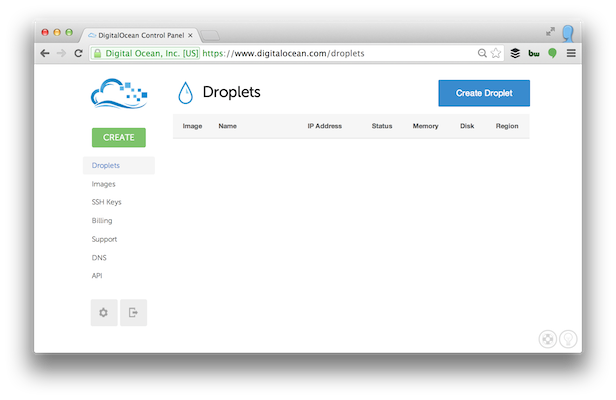 DigitalOcean Control Panel
Digital Ocean, Inc. [US] https://www.digitalocean.com/droplets
bw
Droplets
Create Droplet
CREATE
Image Name IP Address Status Memory Disk Region
Droplets
Images
SSH Keys
Billing
Support
DNS
API